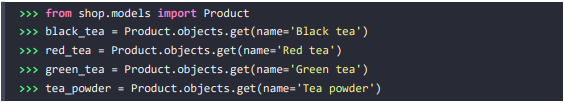 >>> from shop.models import Product
>>> black_tea = Product.objects.get(name='Black tea')
>>> red_tea = Product.objects.get(name='Red tea')
>>> green_tea = Product.objects.get(name='Green tea')
>>> tea_powder = Product.objects.get(name='Tea powder')